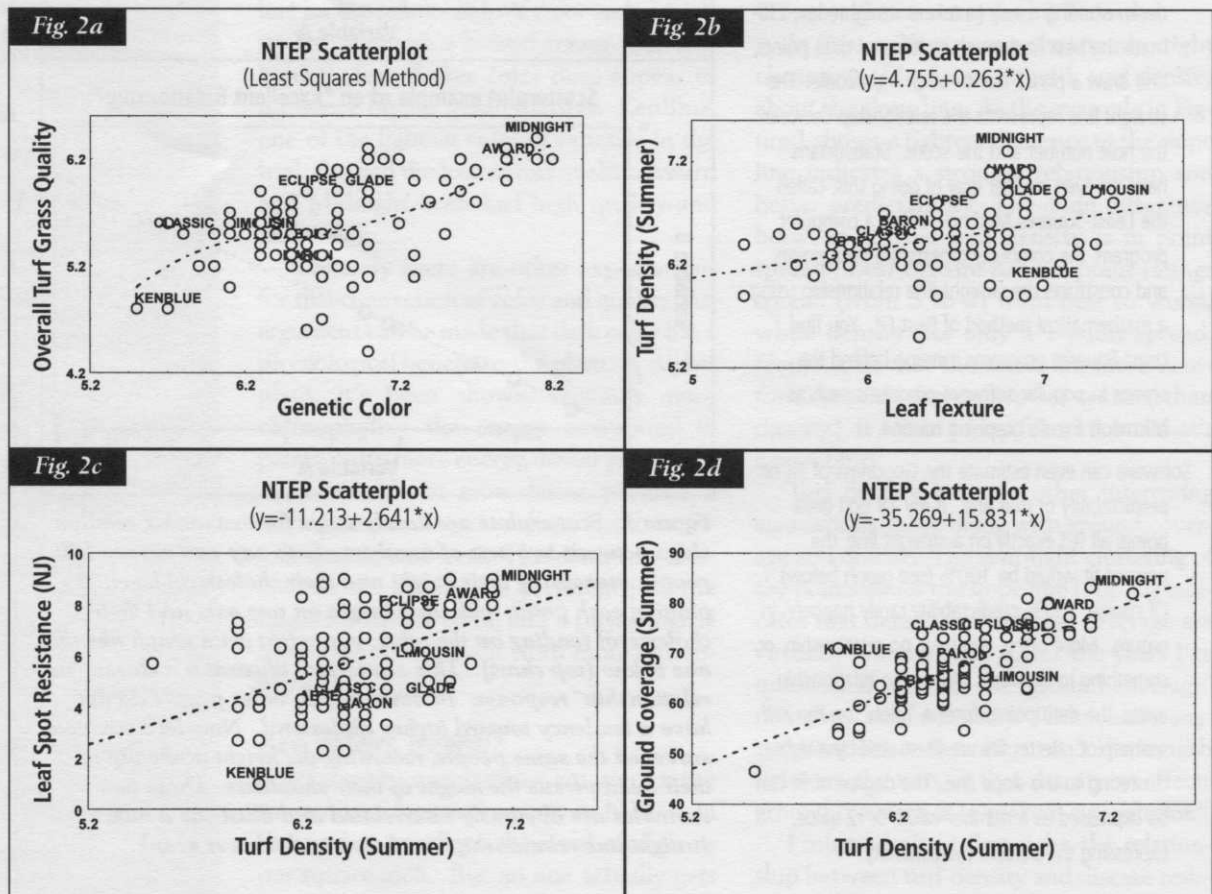 Fig. 2a
NTEP Scatterplot
(Least Squares Method)
Overall Turf Grass Quality
6.2
5.2
4.2
MIDNIGHT
AWARD
ECLIPSE GLADE
CLASSIC LIMOUSIN
KENBLUE
5.2 6.2 7.2 8.2
Genetic Color
Fig. 2b
NTEP Scatterplot
(y=4.755+0.263*x)
Turf Density (Summer)
7.2
6.2
5.2
MIDNIGHT
GLADE LIMOUSIN
ECLIPSE
BARON
CLASSIC
KENBLUE
5 6 7
Leaf Texture
Fig. 2c
NTEP Scatterplot
(y=-11.213+2.641*x)
Leaf Spot Resistance (NJ)
10
8
6
4
2
0
MIDNIGHT
AWARD
ECLIPSE
LIMOUSIN
GLADE
KENBLUE
5.2 6.2 7.2
Turf Density (Summer)
Fig. 2d
NTEP Scatterplot
(y=-35.269+15.831*x)
Ground Coverage (Summer)
90
80
70
60
50
40
MIDNIGHT
AWARD
CLASSIC
KENBLUE
LIMOUSIN
5.2 6.2 7.2
Turf Density (Summer)